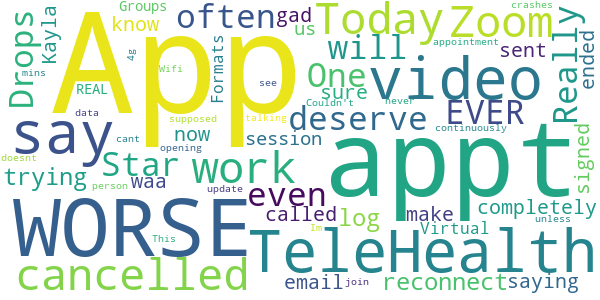 Drops
Kayla
know
Groups
often
gad
us
Today
Zoom
crashes
appointment
sent
ended
Really
App
REAL
Formats
4g
Wifi
mins
will
One
sure
see
video
say
data
supposed
Couldn't
never
talking
deserve
EVER
cant
now
opening
session
continuously
Star
work
appt
signed
trying
waa
doesnt
person
update
even
completely
WORSE
This
called
log
make
Virtual
unless
Im
TeleHealth
cancelled
email
join
reconnect
saying